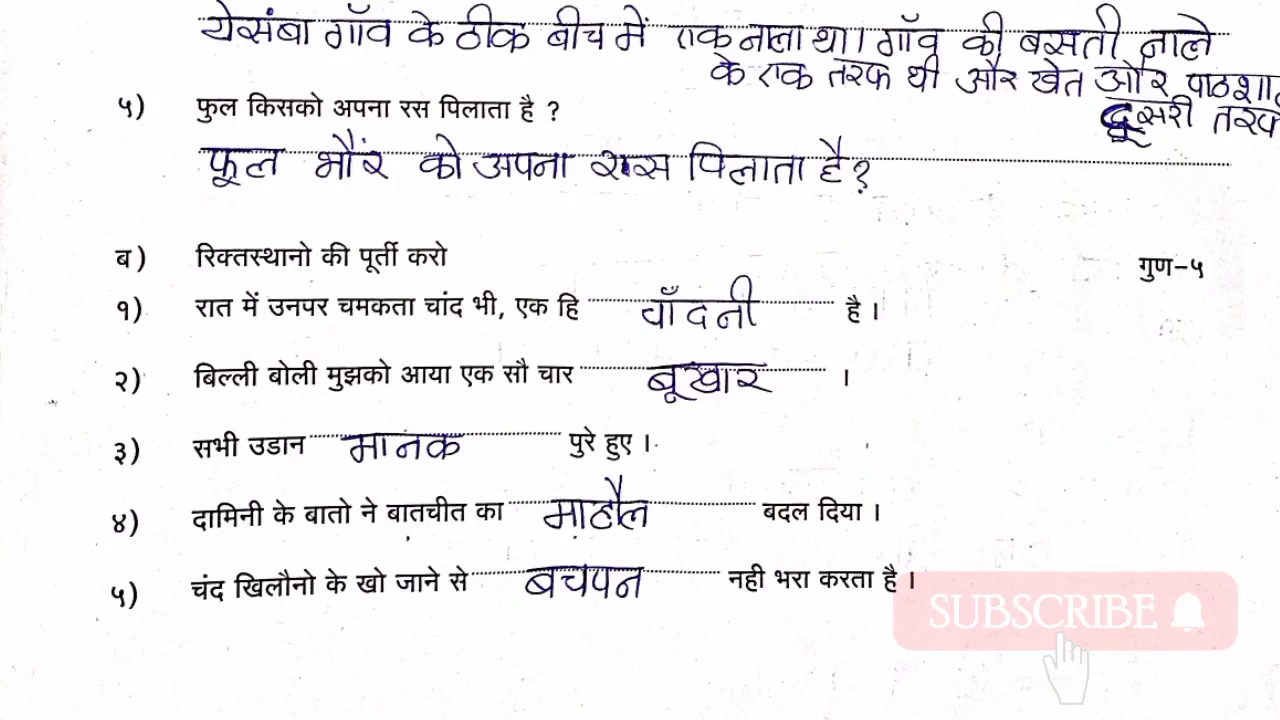 येसंबा गाँव के ठीक बीच में एक नाला था। गाँव की बसती नाले
के एक तरफ थी और खेत और पाठशा
दूसरी तरफ
५) फुल किसको अपना रस पिलाता है ?
फूल भौंरे को अपना रास पिलाता है?
ब) रिक्तस्थानो की पूर्ती करो गुण-५
१) रात में उनपर चमकता चांद भी, एक हि चाँदनी है ।
२) बिल्ली बोली मुझको आया एक सौ चार बूखार ।
३) सभी उडान मानक पुरे हुए ।
४) दामिनी के बातो ने बातचीत का माहौल बदल दिया ।
५) चंद खिलौनो के खो जाने से बचपन नही भरा करता है ।
SUBSCRIBE